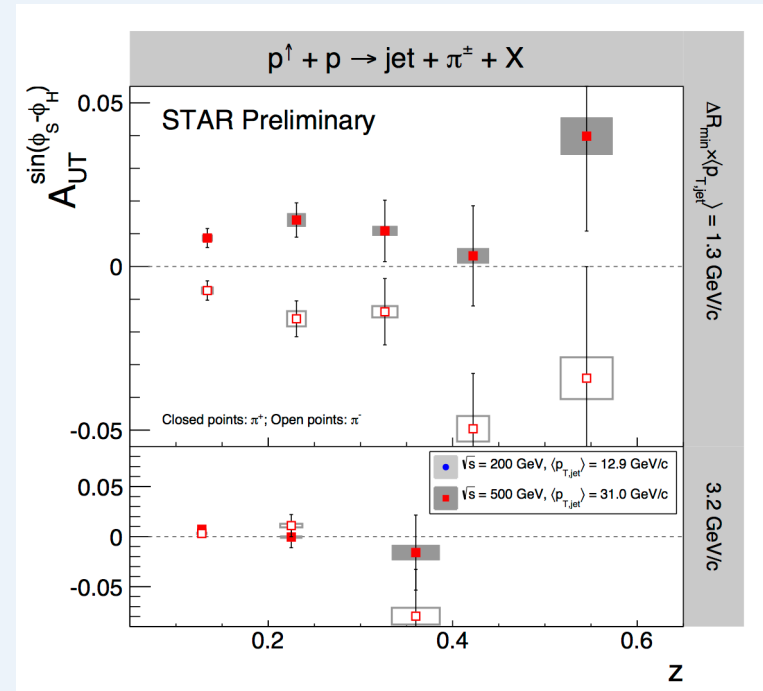 p↑ + p → jet + π± + X
A_UT^sin(ϕ_S-ϕ_H)
STAR Preliminary
0.05
0
-0.05
Closed points: π⁺; Open points: π⁻
ΔR_min×⟨p_T,jet⟩ = 1.3 GeV/c
√s = 200 GeV, ⟨p_T,jet⟩ = 12.9 GeV/c
√s = 500 GeV, ⟨p_T,jet⟩ = 31.0 GeV/c
0.05
0
-0.05
3.2 GeV/c
0.2
0.4
0.6
z